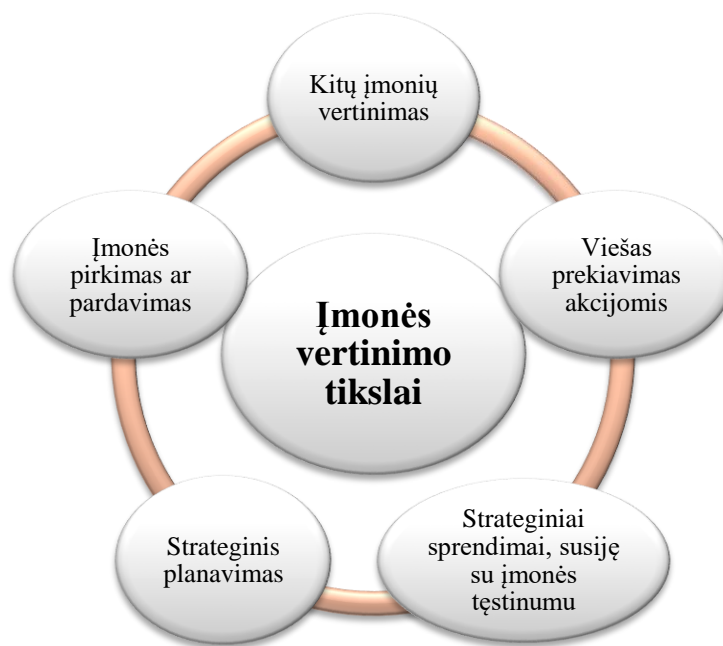 Kitų įmonių
vertinimas
Įmonės
pirkimas ar
pardavimas
Viešas
prekiavimas
akcijomis
Įmonės
vertinimo
tikslai
Strateginis
planavimas
Strateginiai
sprendimai, susiję
su įmonės
tęstinumu